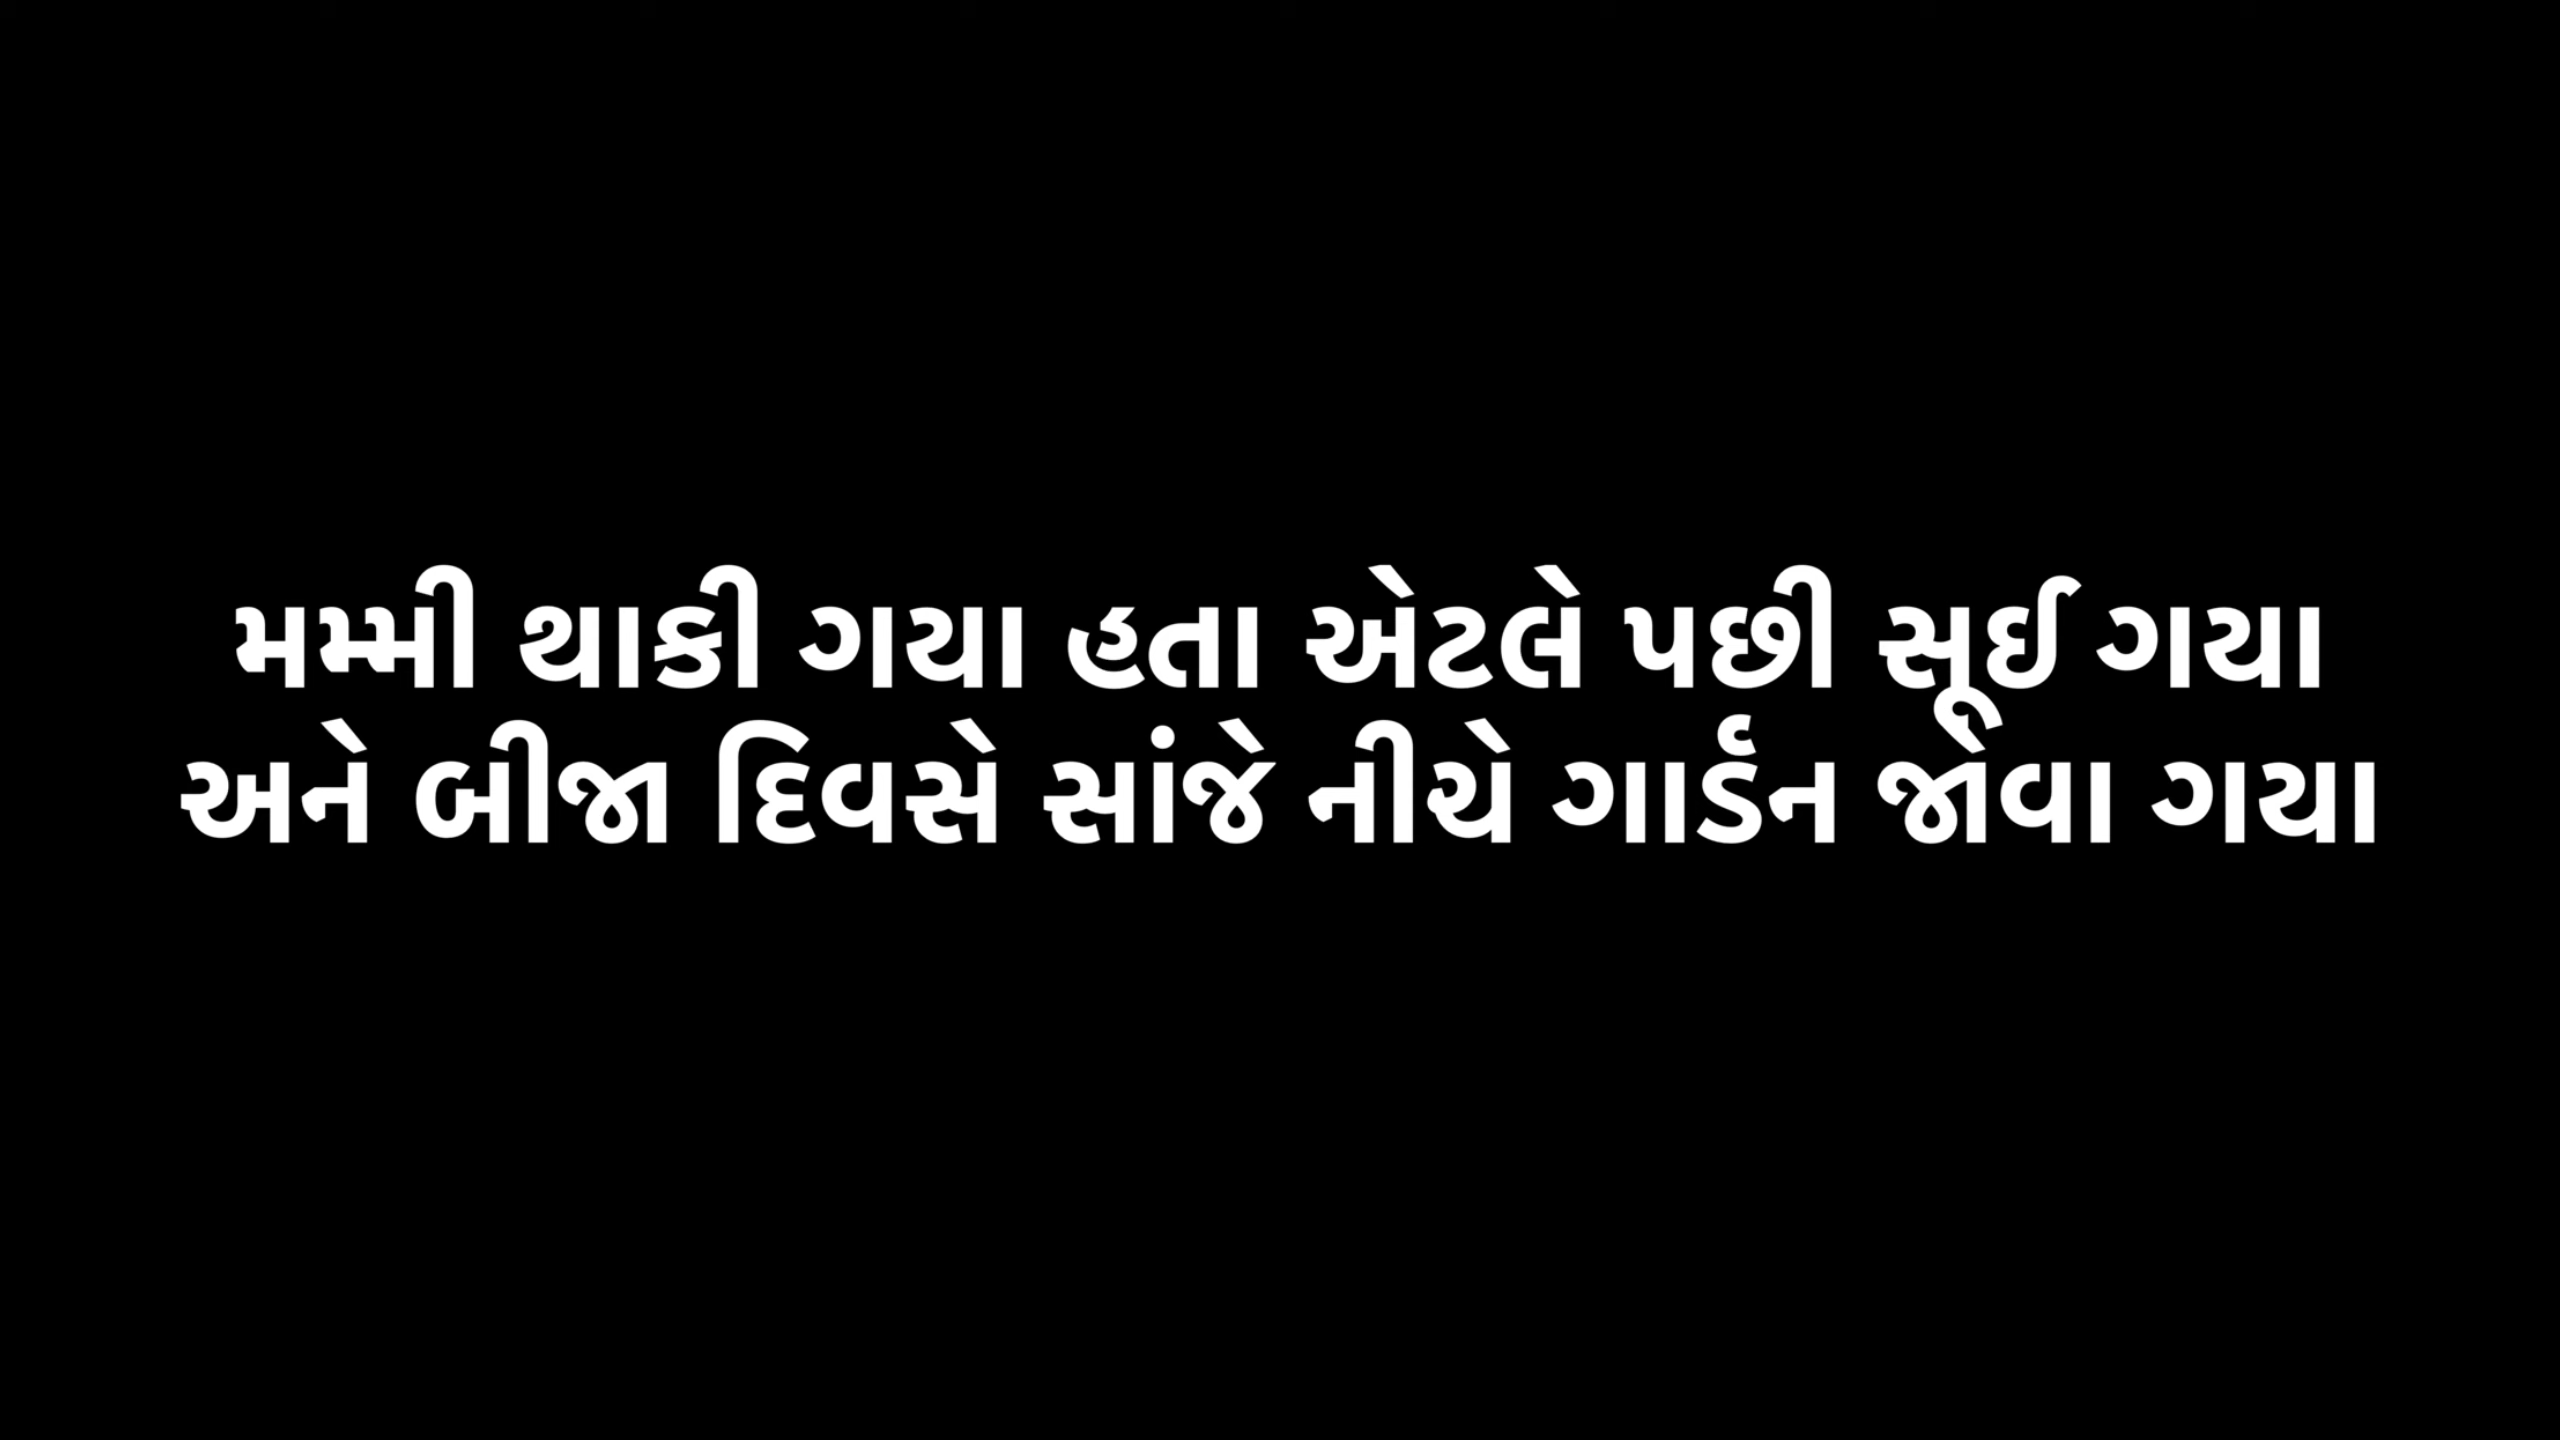 મમ્મી થાકી ગયા હતા એટલે પછી સૂઈ ગયા
અને બીજા દિવસે સાંજે નીચે ગાર્ડન જોવા ગયા